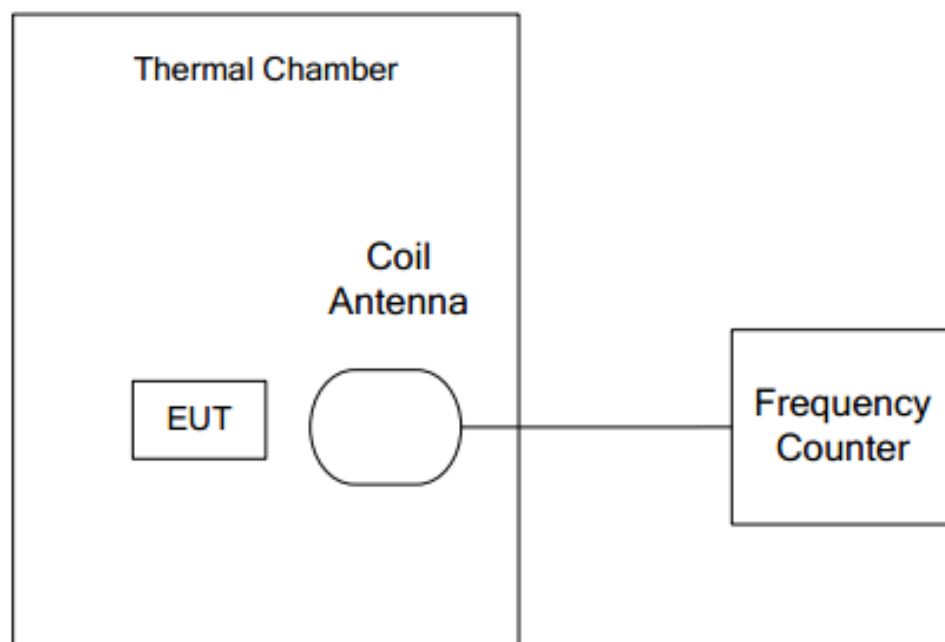 Thermal Chamber
Coil
Antenna
EUT
Frequency
Counter